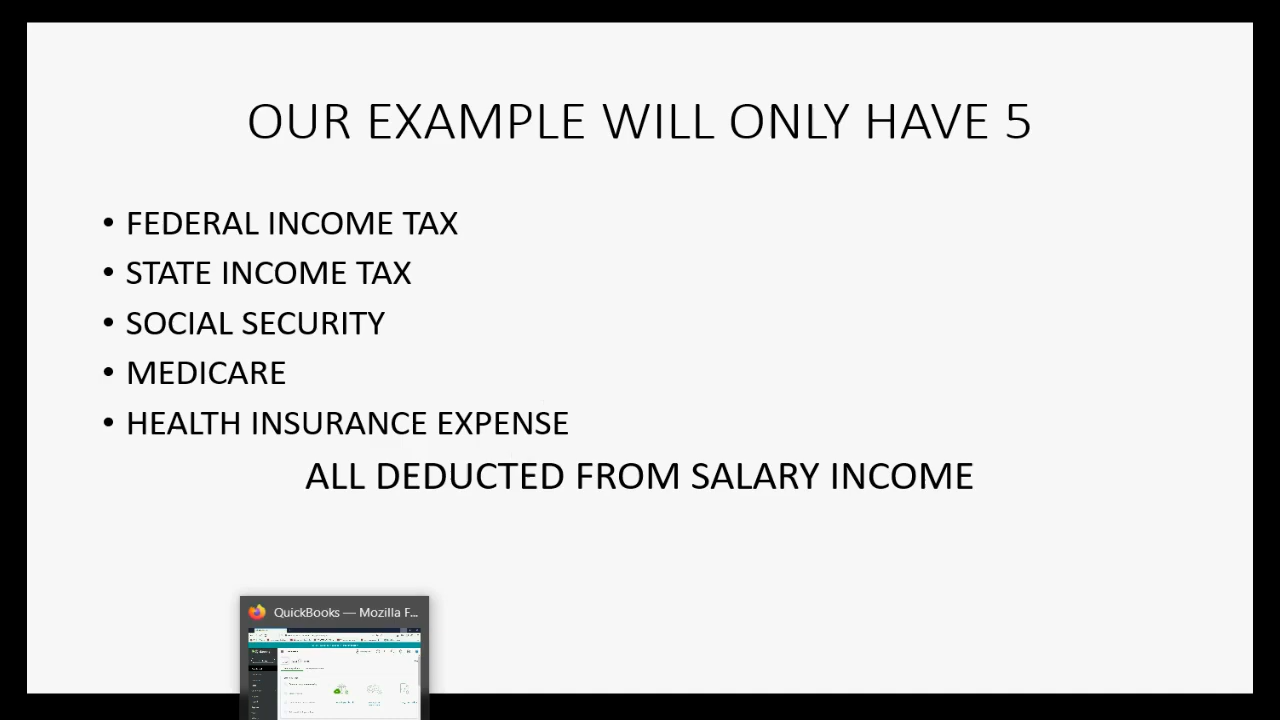 OUR EXAMPLE WILL ONLY HAVE 5
• FEDERAL INCOME TAX
• STATE INCOME TAX
• SOCIAL SECURITY
• MEDICARE
• HEALTH INSURANCE EXPENSE
ALL DEDUCTED FROM SALARY INCOME
QuickBooks — Mozilla F...